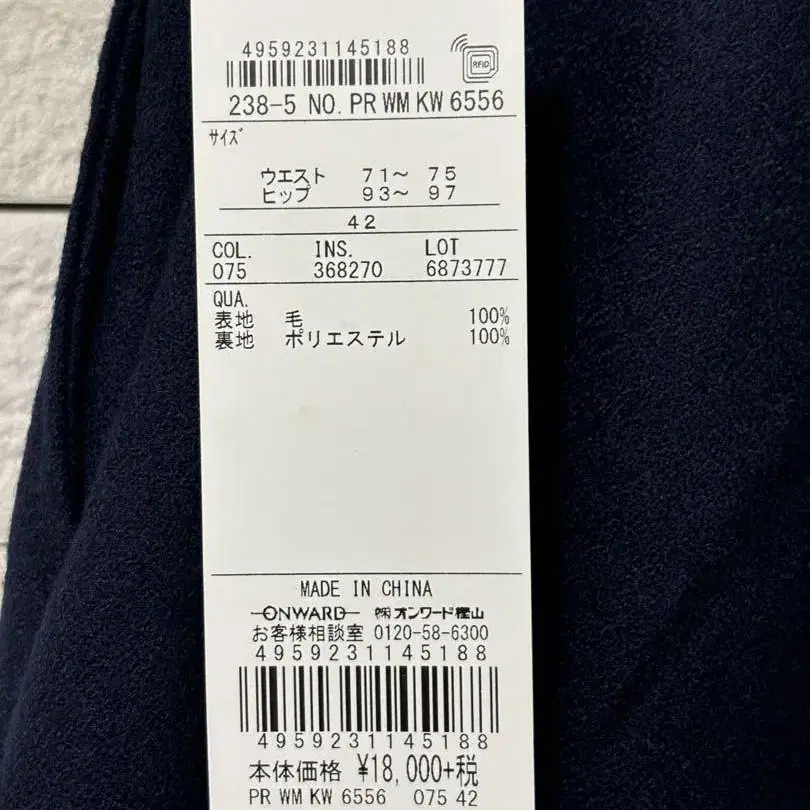 4959231145188
RFID
238-5 NO. PR WM KW 6556
サイズ
ウエスト 71～ 75
ヒップ 93～ 97
42
COL. INS. LOT
075 368270 6873777
QUA.
表地 毛 100%
裏地 ポリエステル 100%
MADE IN CHINA
ONWARD ㈱オンワード樫山
お客様相談室 0120-58-6300
4959231145188
4959231145188
本体価格 ¥18,000+税
PR WM KW 6556 075 42